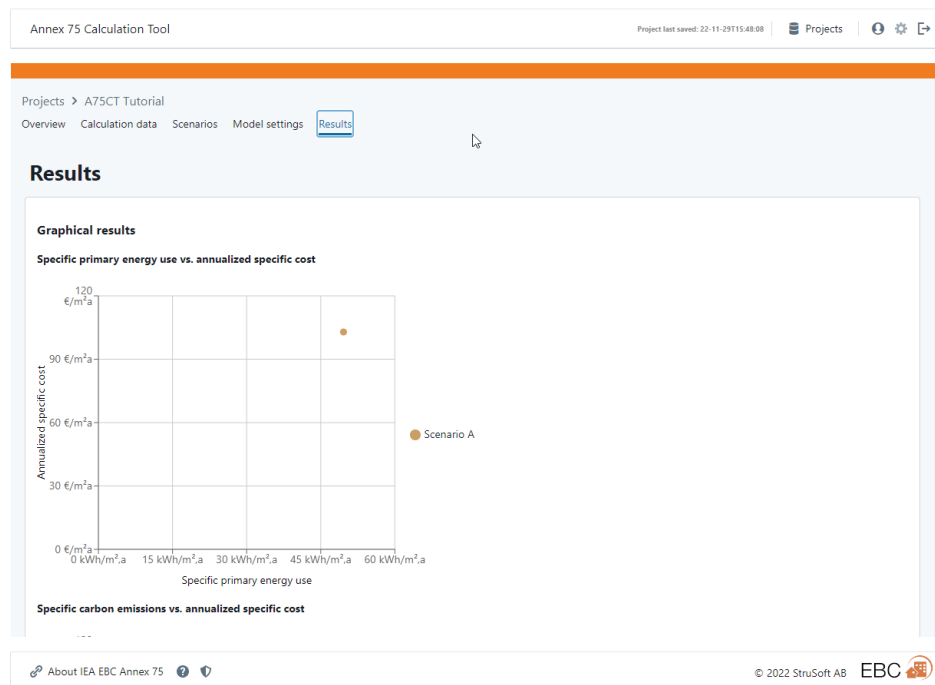 Annex 75 Calculation Tool
Project last saved: 22-11-29T15:48:08
Projects
Projects > A75CT Tutorial
Overview Calculation data Scenarios Model settings Results
Results
Graphical results
Specific primary energy use vs. annualized specific cost
120
€/m²a
90 €/m²a
60 €/m²a
30 €/m²a
0 €/m²a
Annualized specific cost
0 kWh/m²,a 15 kWh/m²,a 30 kWh/m²,a 45 kWh/m²,a 60 kWh/m²,a
Specific primary energy use
Scenario A
Specific carbon emissions vs. annualized specific cost
About IEA EBC Annex 75
© 2022 StruSoft AB EBC